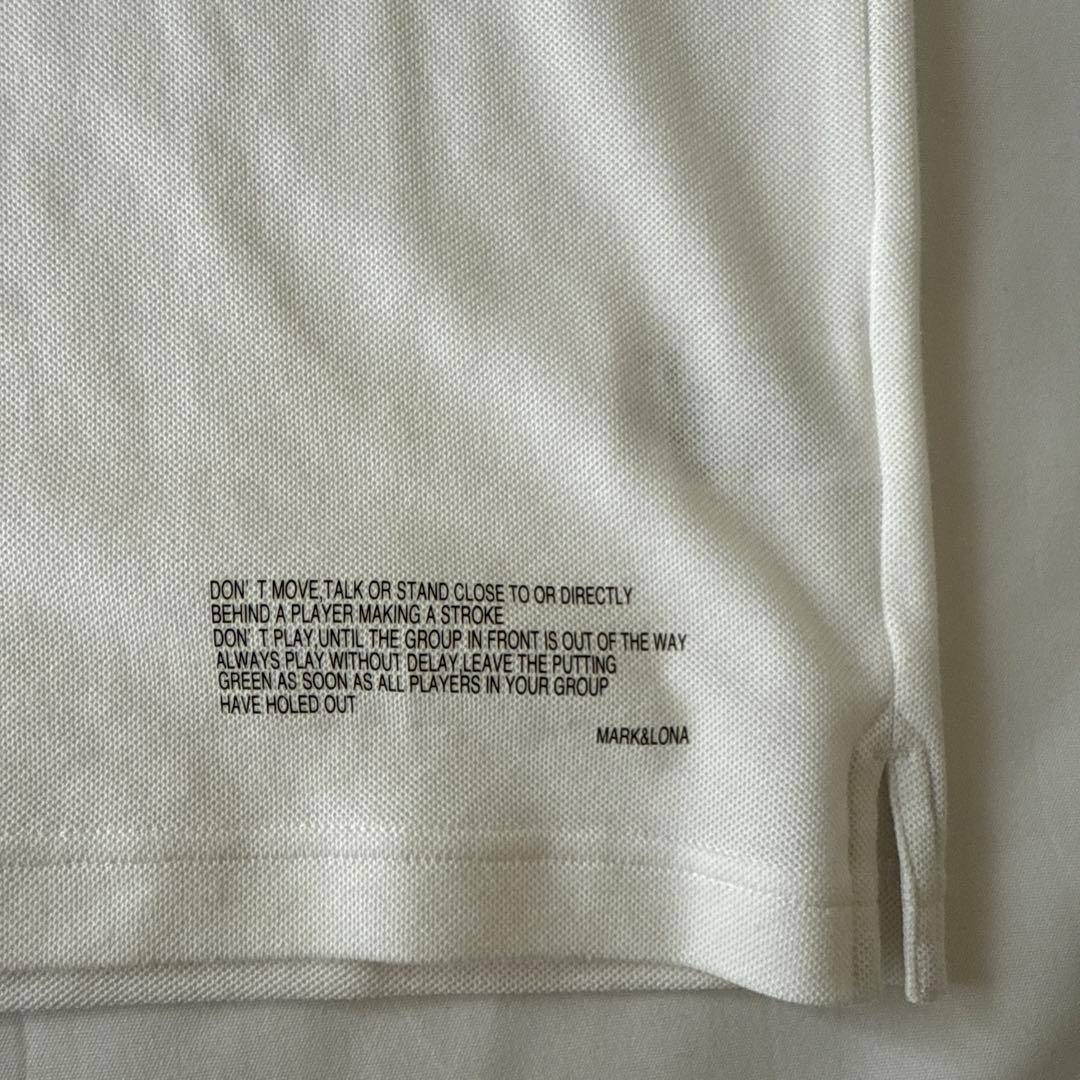 DON' T MOVE,TALK OR STAND CLOSE TO OR DIRECTLY
BEHIND A PLAYER MAKING A STROKE
DON' T PLAY.UNTIL THE GROUP IN FRONT IS OUT OF THE WAY
ALWAYS PLAY WITHOUT DELAY.LEAVE THE PUTTING
GREEN AS SOON AS ALL PLAYERS IN YOUR GROUP
HAVE HOLED OUT
MARK&LONA